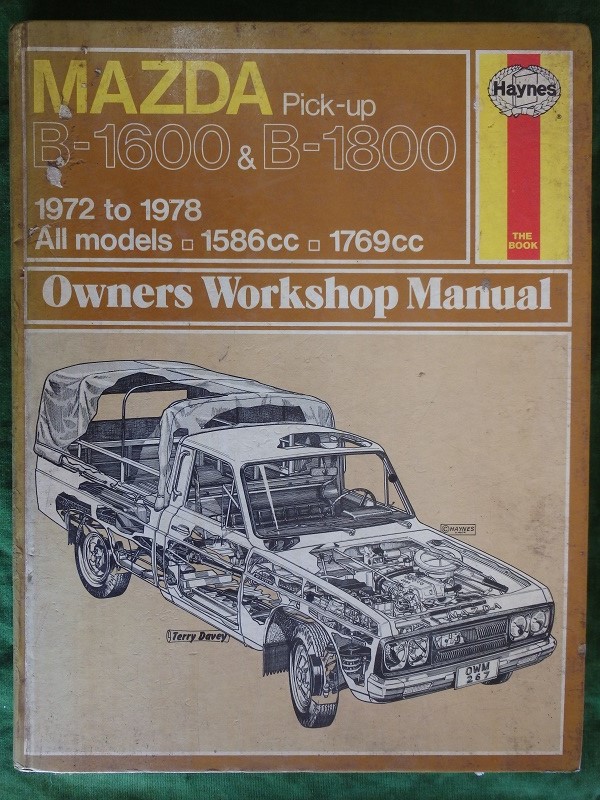 MAZDA Pick-up
Haynes
®
B-1600 & B-1800
1972 to 1978
All models □ 1586cc □ 1769cc
THE
BOOK
Owners Workshop Manual
© HAYNES
Terry Davey
MAZDA
OWM
267